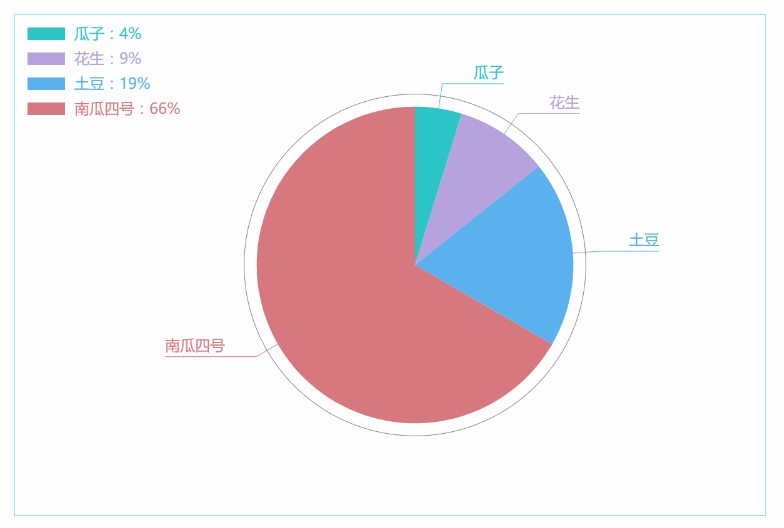 瓜子 : 4%
花生 : 9%
土豆 : 19%
南瓜四号 : 66%
瓜子
花生
土豆
南瓜四号